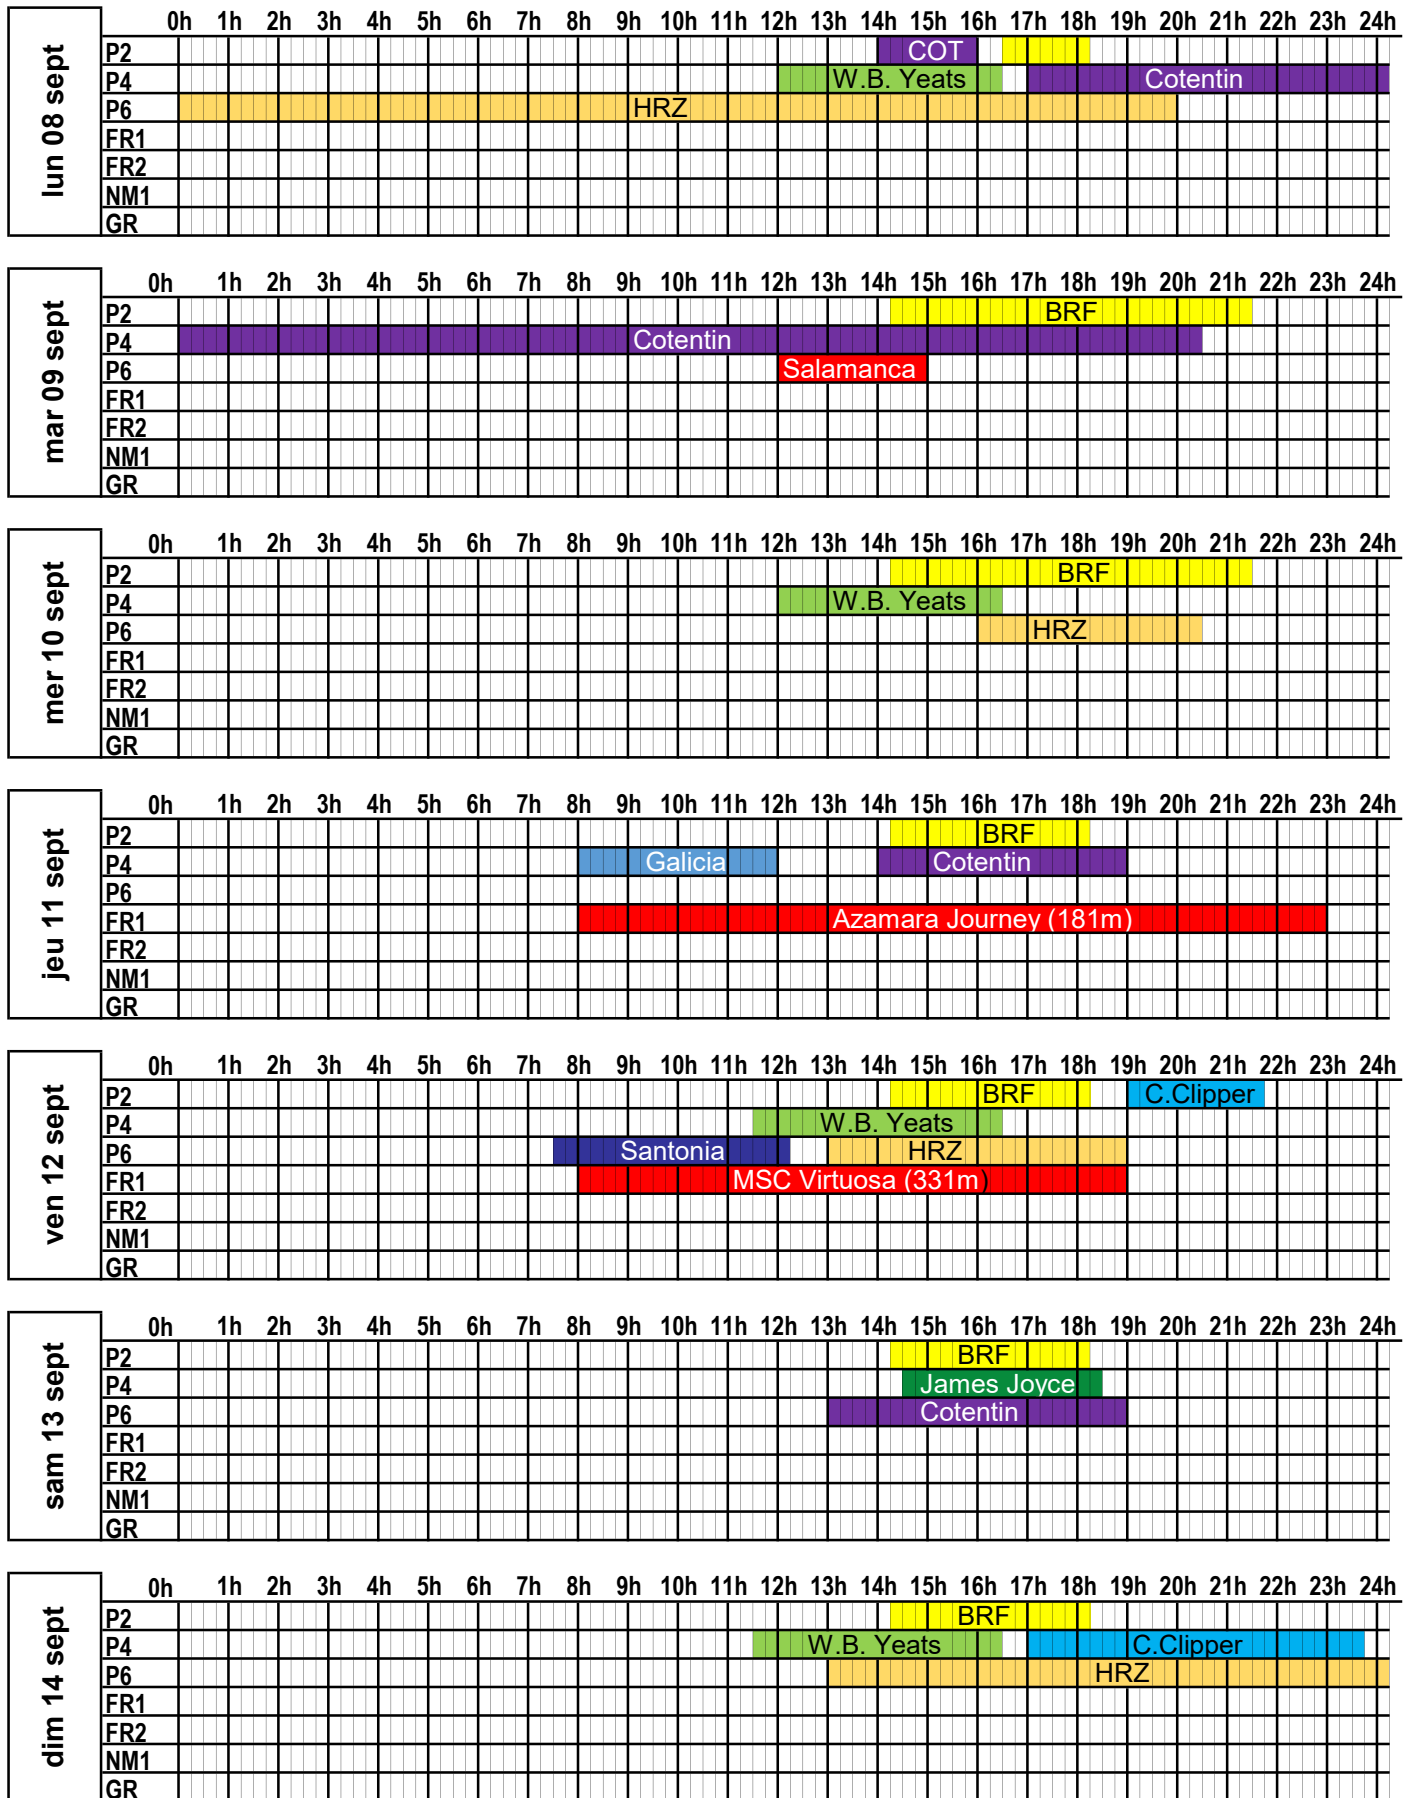 0h 1h 2h 3h 4h 5h 6h 7h 8h 9h 10h 11h 12h 13h 14h 15h 16h 17h 18h 19h 20h 21h 22h 23h 24h
lun 08 sept
P2 COT
P4 W.B. Yeats Cotentin
P6 HRZ
FR1
FR2
NM1
GR
0h 1h 2h 3h 4h 5h 6h 7h 8h 9h 10h 11h 12h 13h 14h 15h 16h 17h 18h 19h 20h 21h 22h 23h 24h
mar 09 sept
P2 BRF
P4 Cotentin
P6 Salamanca
FR1
FR2
NM1
GR
0h 1h 2h 3h 4h 5h 6h 7h 8h 9h 10h 11h 12h 13h 14h 15h 16h 17h 18h 19h 20h 21h 22h 23h 24h
mer 10 sept
P2 BRF
P4 W.B. Yeats
P6 HRZ
FR1
FR2
NM1
GR
0h 1h 2h 3h 4h 5h 6h 7h 8h 9h 10h 11h 12h 13h 14h 15h 16h 17h 18h 19h 20h 21h 22h 23h 24h
jeu 11 sept
P2 BRF
P4 Galicia Cotentin
P6
FR1 Azamara Journey (181m)
FR2
NM1
GR
0h 1h 2h 3h 4h 5h 6h 7h 8h 9h 10h 11h 12h 13h 14h 15h 16h 17h 18h 19h 20h 21h 22h 23h 24h
ven 12 sept
P2 BRF C.Clipper
P4 W.B. Yeats
P6 Santonia HRZ
FR1 MSC Virtuosa (331m)
FR2
NM1
GR
0h 1h 2h 3h 4h 5h 6h 7h 8h 9h 10h 11h 12h 13h 14h 15h 16h 17h 18h 19h 20h 21h 22h 23h 24h
sam 13 sept
P2 BRF
P4 James Joyce
P6 Cotentin
FR1
FR2
NM1
GR
0h 1h 2h 3h 4h 5h 6h 7h 8h 9h 10h 11h 12h 13h 14h 15h 16h 17h 18h 19h 20h 21h 22h 23h 24h
dim 14 sept
P2 BRF
P4 W.B. Yeats C.Clipper
P6 HRZ
FR1
FR2
NM1
GR